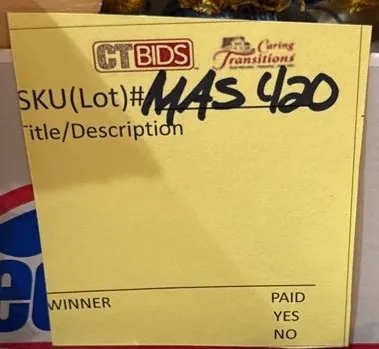 CTBIDS Caring
Transitions
SKU(Lot)# MAS 420
Title/Description
WINNER PAID
YES
NO